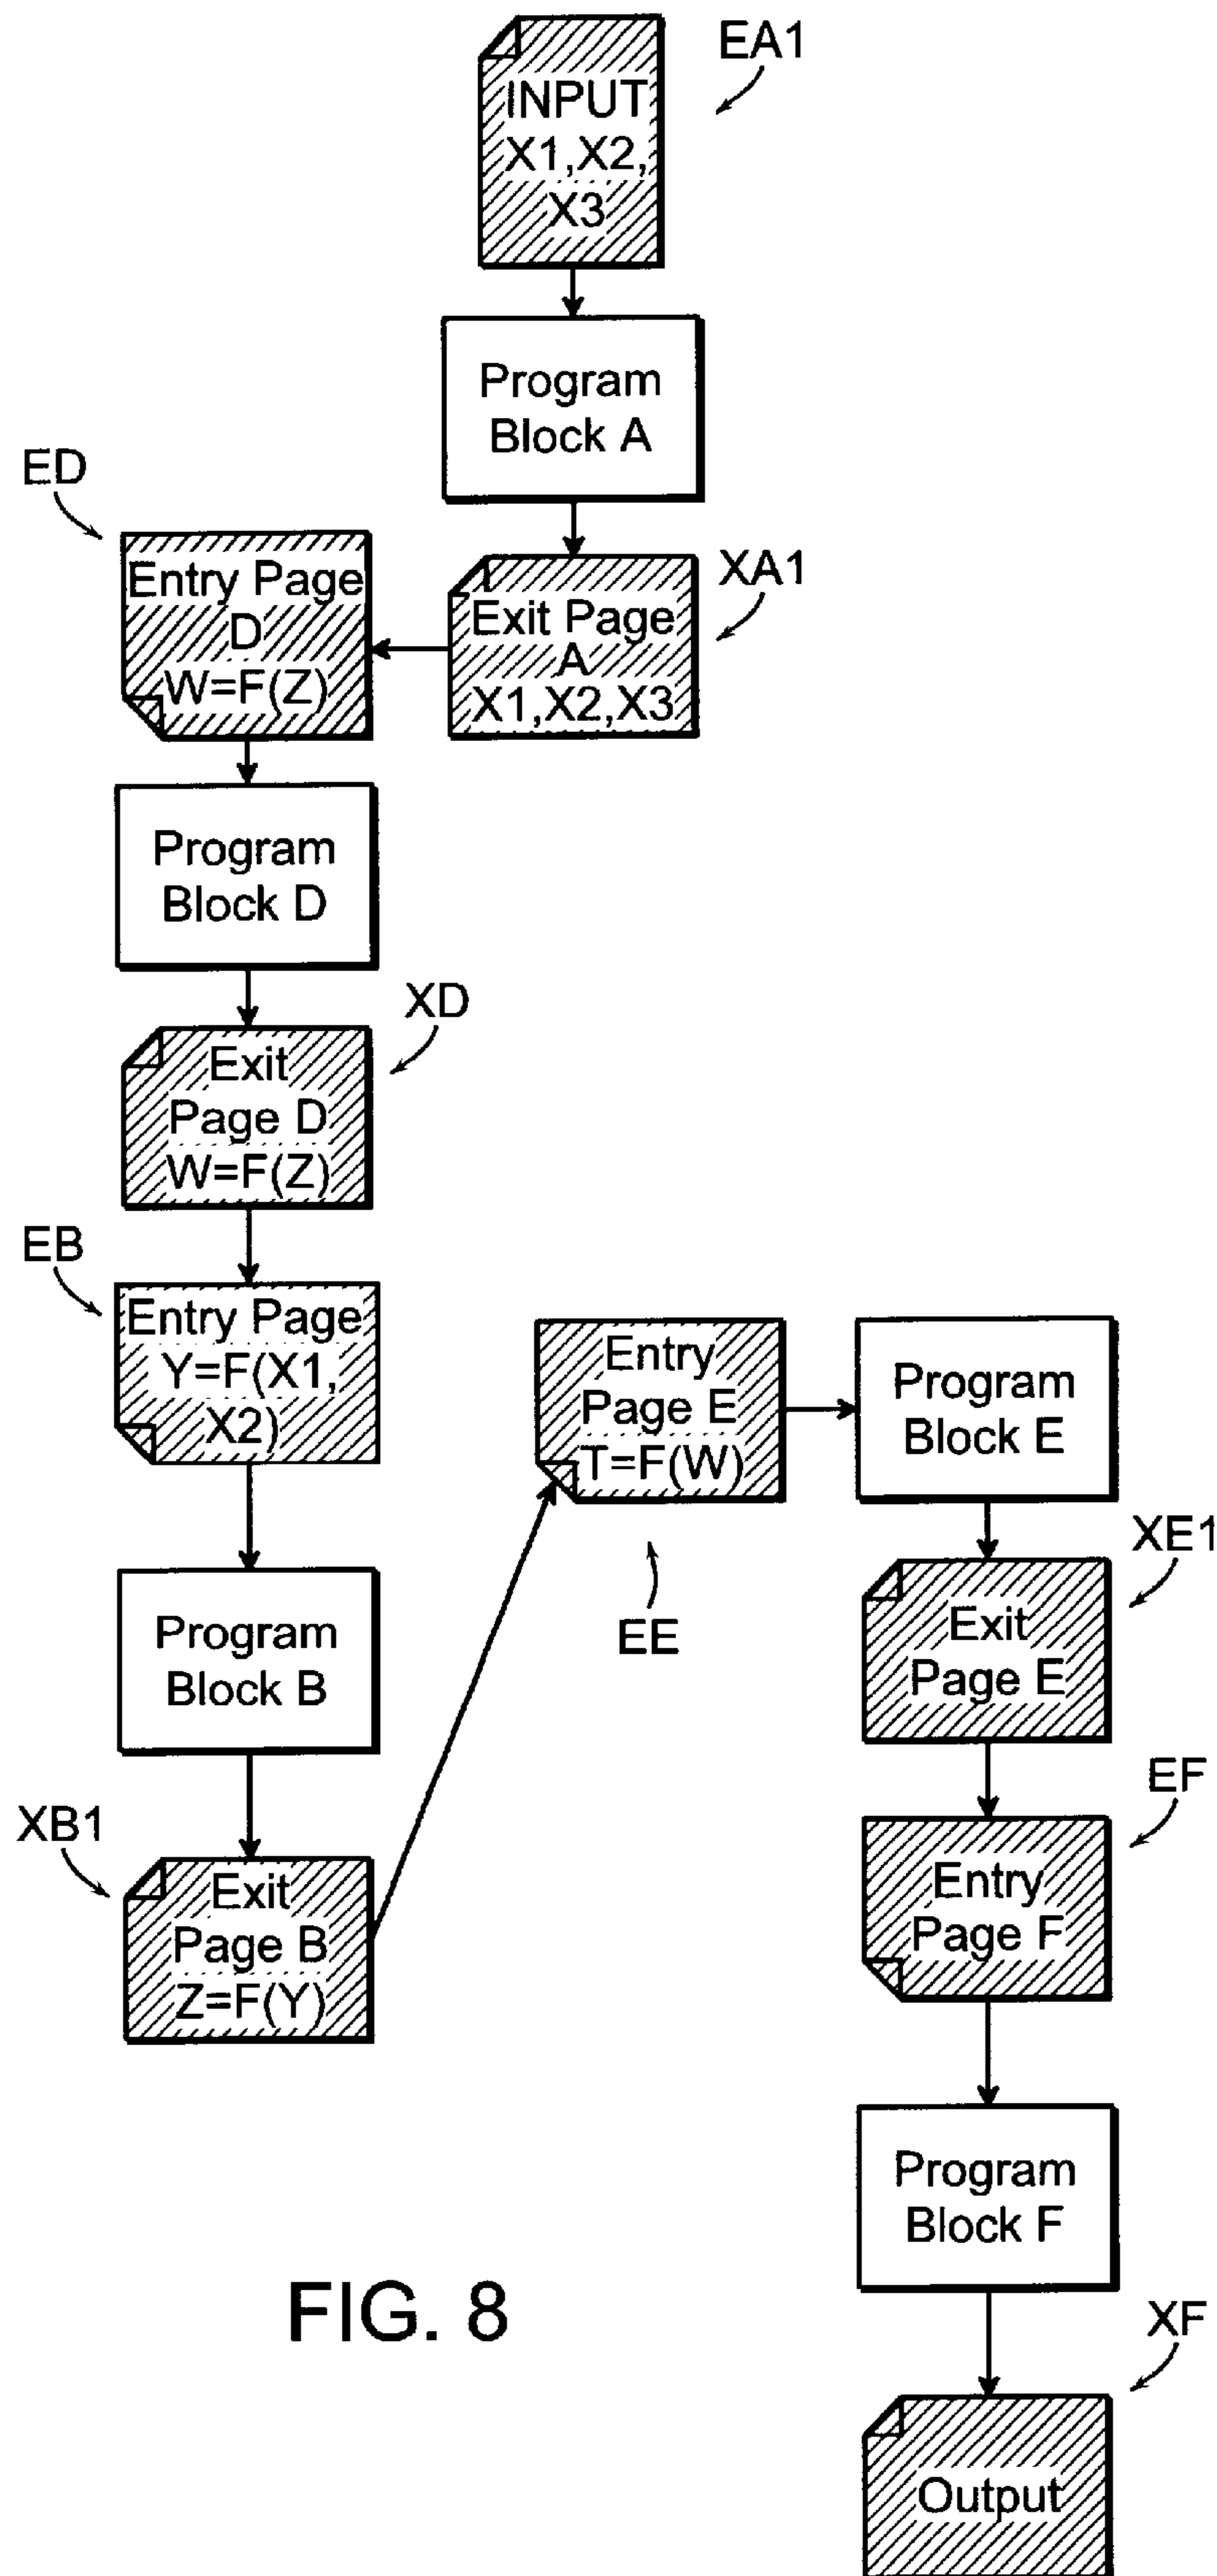 EA1
INPUT
X1,X2,
X3
Program
Block A
ED
Entry Page
D
W=F(Z)
XA1
Exit Page
A
X1,X2,X3
Program
Block D
XD
Exit
Page D
W=F(Z)
EB
Entry Page
Y=F(X1,
X2)
Program
Block B
XB1
Exit
Page B
Z=F(Y)
Entry
Page E
T=F(W)
EE
Program
Block E
XE1
Exit
Page E
EF
Entry
Page F
Program
Block F
XF
Output
FIG. 8